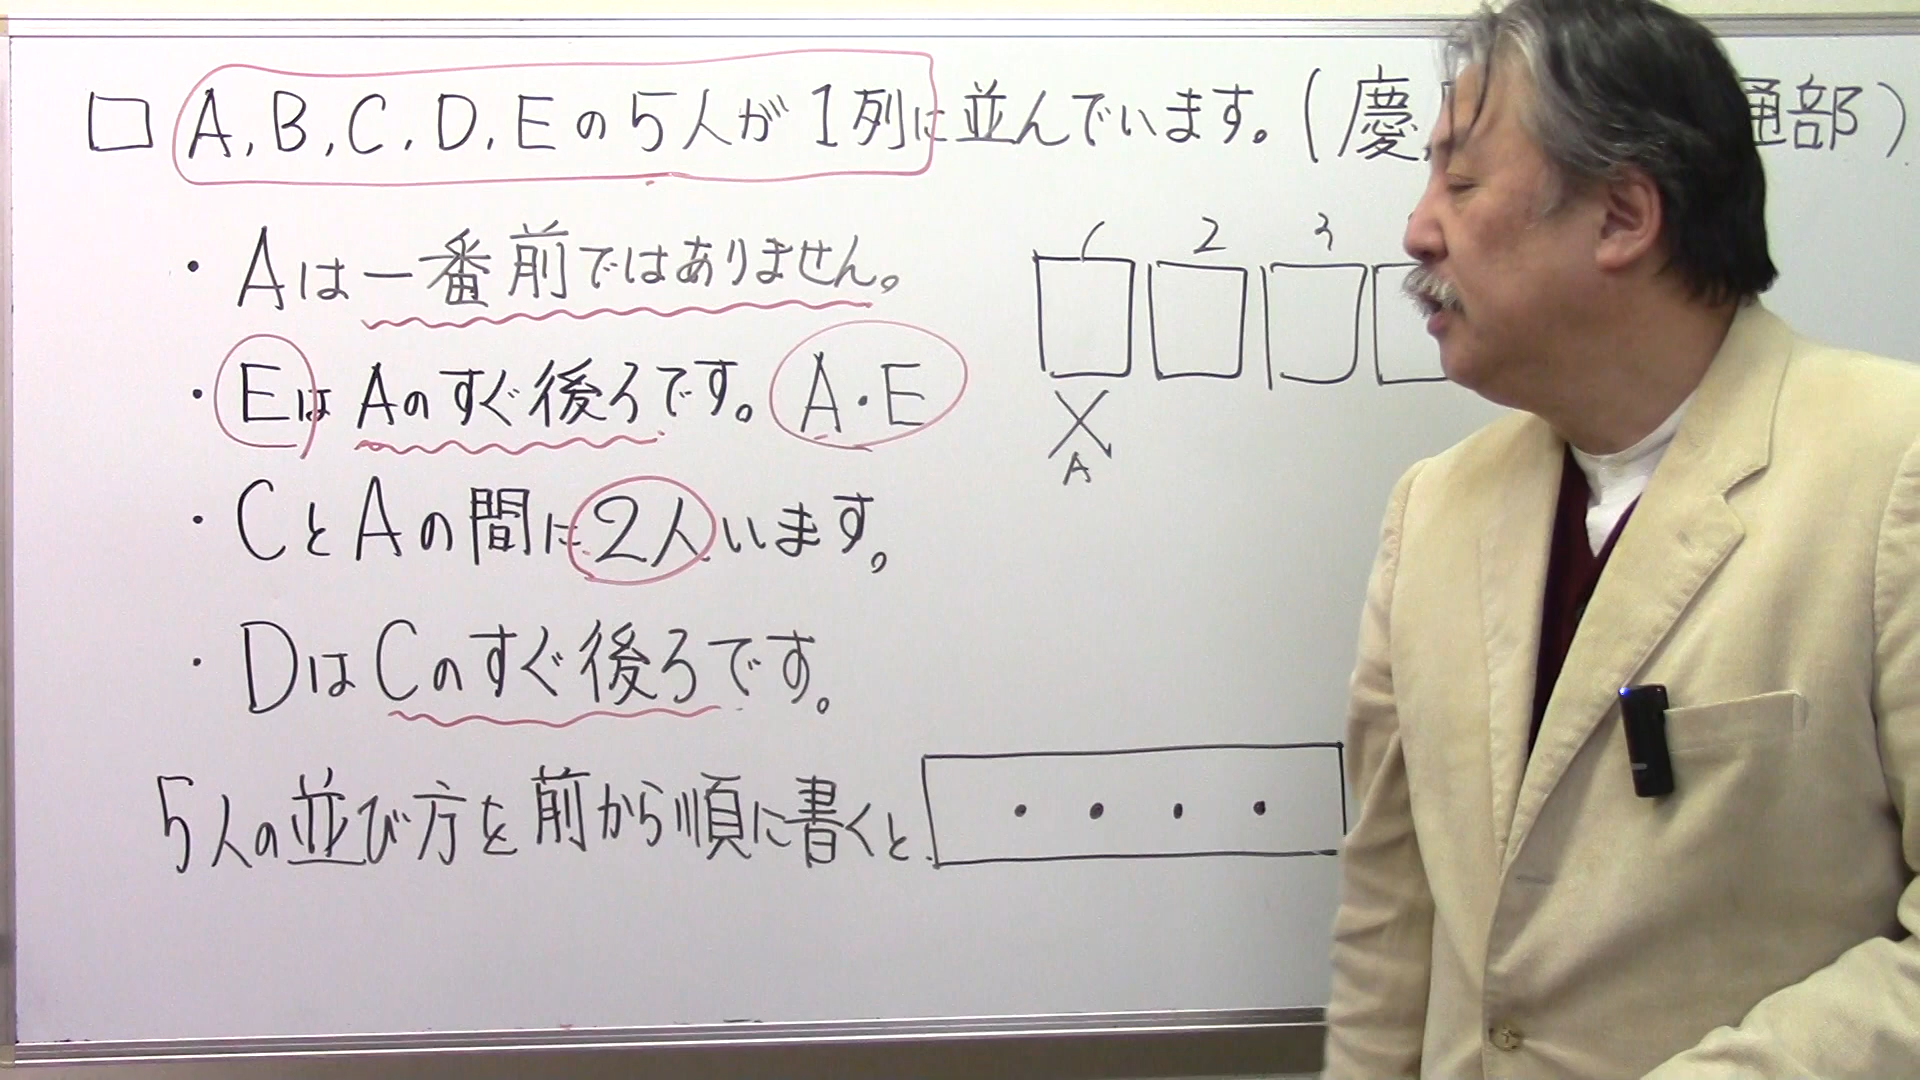 □ A,B,C,D,Eの5人が1列に並んでいます。(慶 通部)
・Aは一番前ではありません。
・EはAのすぐ後ろです。A・E
・CとAの間に2人います。
・DはCのすぐ後ろです。
5人の並び方を前から順に書くと
1 2 3
A